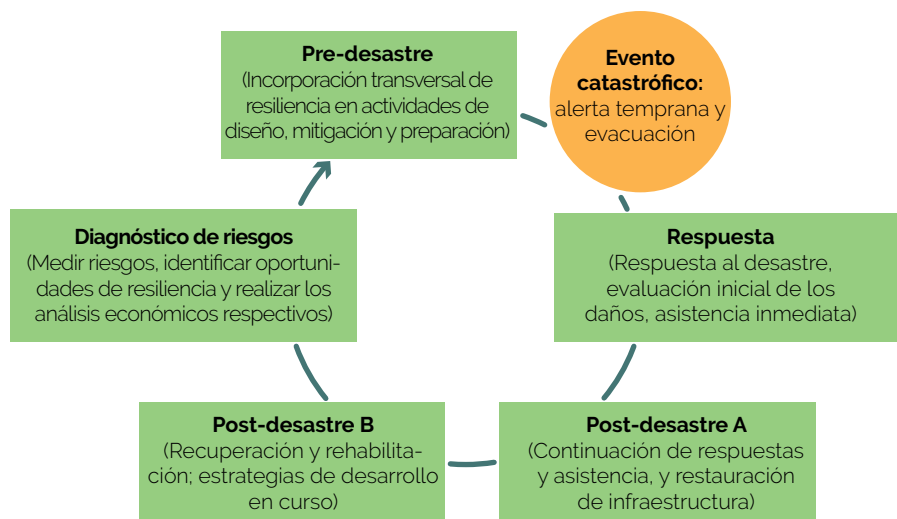 Pre-desastre
(Incorporación transversal de
resiliencia en actividades de
diseño, mitigación y preparación)
Evento
catastrófico:
alerta temprana y
evacuación
Respuesta
(Respuesta al desastre,
evaluación inicial de los
daños, asistencia inmediata)
Post-desastre A
(Continuación de respuestas
y asistencia, y restauración
de infraestructura)
Post-desastre B
(Recuperación y rehabilita-
ción; estrategias de desarrollo
en curso)
Diagnóstico de riesgos
(Medir riesgos, identificar oportuni-
dades de resiliencia y realizar los
análisis económicos respectivos)